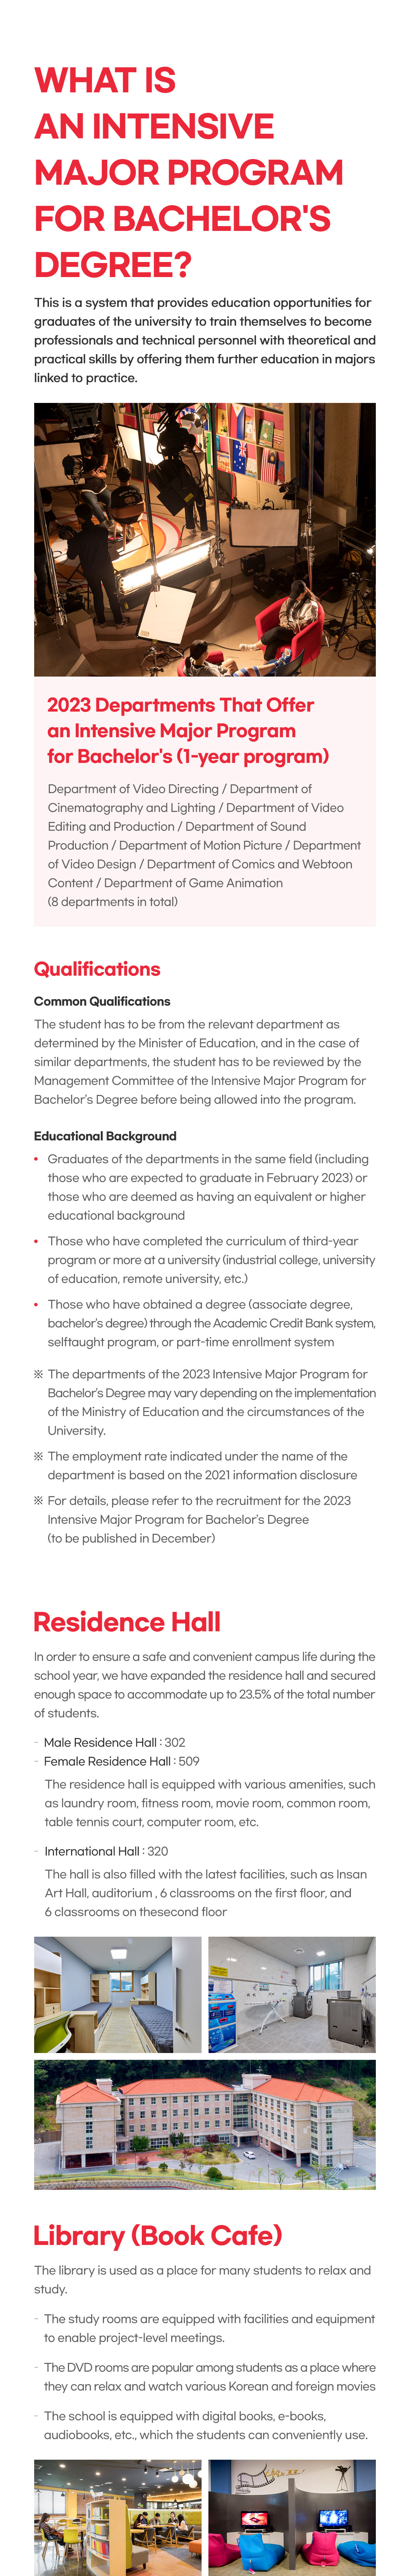 WHAT IS
AN INTENSIVE
MAJOR PROGRAM
FOR BACHELOR'S
DEGREE?
This is a system that provides education opportunities for
graduates of the university to train themselves to become
professionals and technical personnel with theoretical and
practical skills by offering them further education in majors
linked to practice.
2023 Departments That Offer
an Intensive Major Program
for Bachelor's (1-year program)
Department of Video Directing / Department of
Cinematography and Lighting / Department of Video
Editing and Production / Department of Sound
Production / Department of Motion Picture / Department
of Video Design / Department of Comics and Webtoon
Content / Department of Game Animation
(8 departments in total)
Qualifications
Common Qualifications
The student has to be from the relevant department as
determined by the Minister of Education, and in the case of
similar departments, the student has to be reviewed by the
Management Committee of the Intensive Major Program for
Bachelor's Degree before being allowed into the program.
Educational Background
• Graduates of the departments in the same field (including
those who are expected to graduate in February 2023) or
those who are deemed as having an equivalent or higher
educational background
• Those who have completed the curriculum of third-year
program or more at a university (industrial college, university
of education, remote university, etc.)
• Those who have obtained a degree (associate degree,
bachelor's degree) through the Academic Credit Bank system,
selftaught program, or part-time enrollment system
※ The departments of the 2023 Intensive Major Program for
Bachelor's Degree may vary depending on the implementation
of the Ministry of Education and the circumstances of the
University.
※ The employment rate indicated under the name of the
department is based on the 2021 information disclosure
※ For details, please refer to the recruitment for the 2023
Intensive Major Program for Bachelor's Degree
(to be published in December)
Residence Hall
In order to ensure a safe and convenient campus life during the
school year, we have expanded the residence hall and secured
enough space to accommodate up to 23.5% of the total number
of students.
- Male Residence Hall : 302
- Female Residence Hall : 509
The residence hall is equipped with various amenities, such
as laundry room, fitness room, movie room, common room,
table tennis court, computer room, etc.
- International Hall : 320
The hall is also filled with the latest facilities, such as Insan
Art Hall, auditorium , 6 classrooms on the first floor, and
6 classrooms on thesecond floor
Library (Book Cafe)
The library is used as a place for many students to relax and
study.
- The study rooms are equipped with facilities and equipment
to enable project-level meetings.
- The DVD rooms are popular among students as a place where
they can relax and watch various Korean and foreign movies
- The school is equipped with digital books, e-books,
audiobooks, etc., which the students can conveniently use.